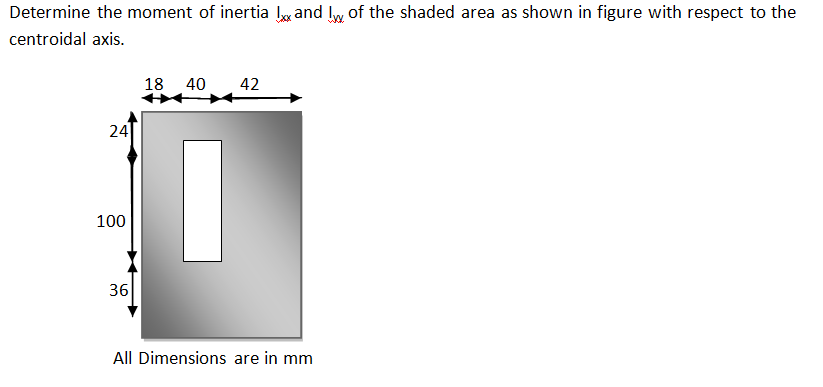 Determine the moment of inertia Ixx and Iyy of the shaded area as shown in figure with respect to the
centroidal axis.
18 40 42
24
100
36
All Dimensions are in mm